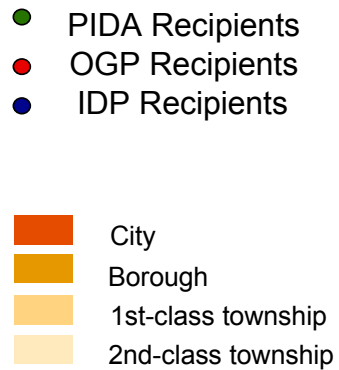 PIDA Recipients
OGP Recipients
IDP Recipients
City
Borough
1st-class township
2nd-class township